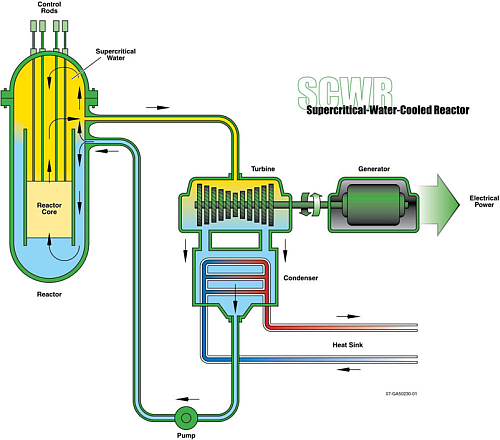 Control
Rods
Supercritical
Water
SCWR
Supercritical-Water-Cooled Reactor
Turbine
Generator
Electrical
Power
Reactor
Core
Condenser
Reactor
Heat Sink
07-GA50230-01
Pump